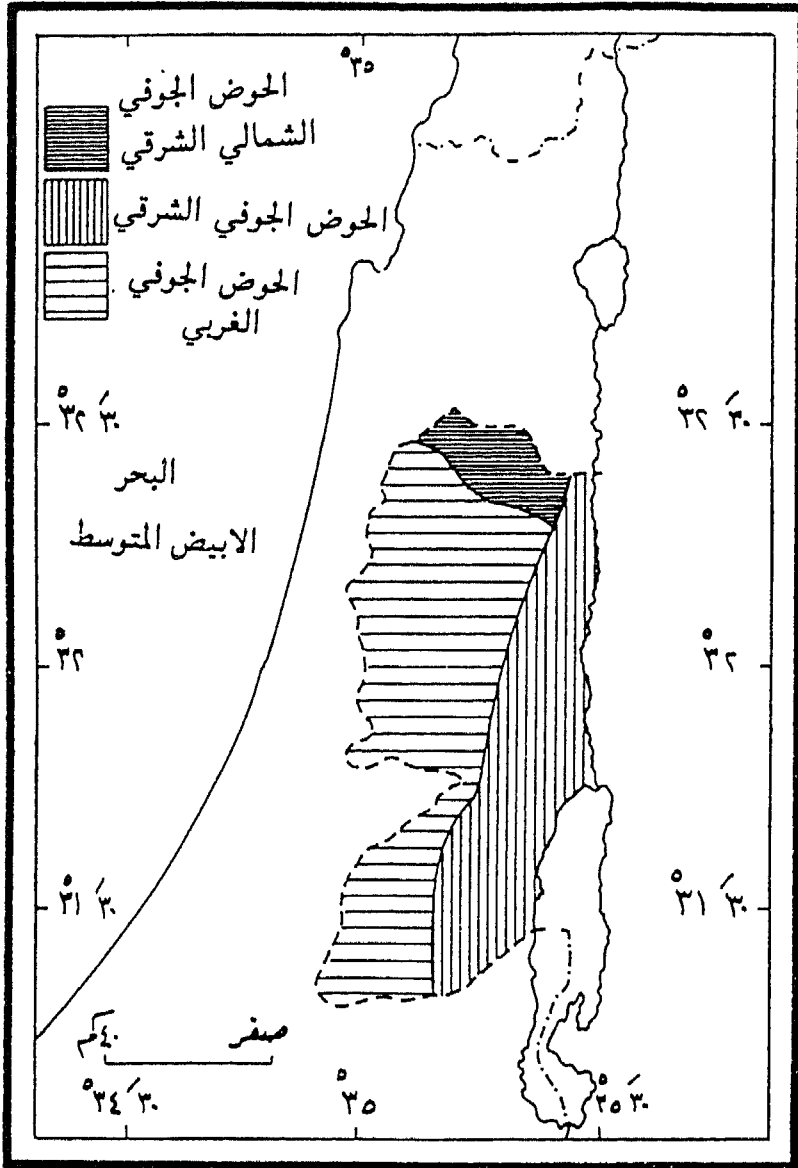 °٣٥
الحوض الجوفي
الشمالي الشرقي
الحوض الجوفي الشرقي
الحوض الجوفي
الغربي
°٣٢ ´٣٠
°٣٢ ´٣٠
البحر
الابيض المتوسط
°٣٢
°٣٢
°٣١ ´٣٠
°٣١ ´٣٠
صفر
٤٠كم
°٣٤ ´٣٠
°٣٥
°٣٥ ´٣٠